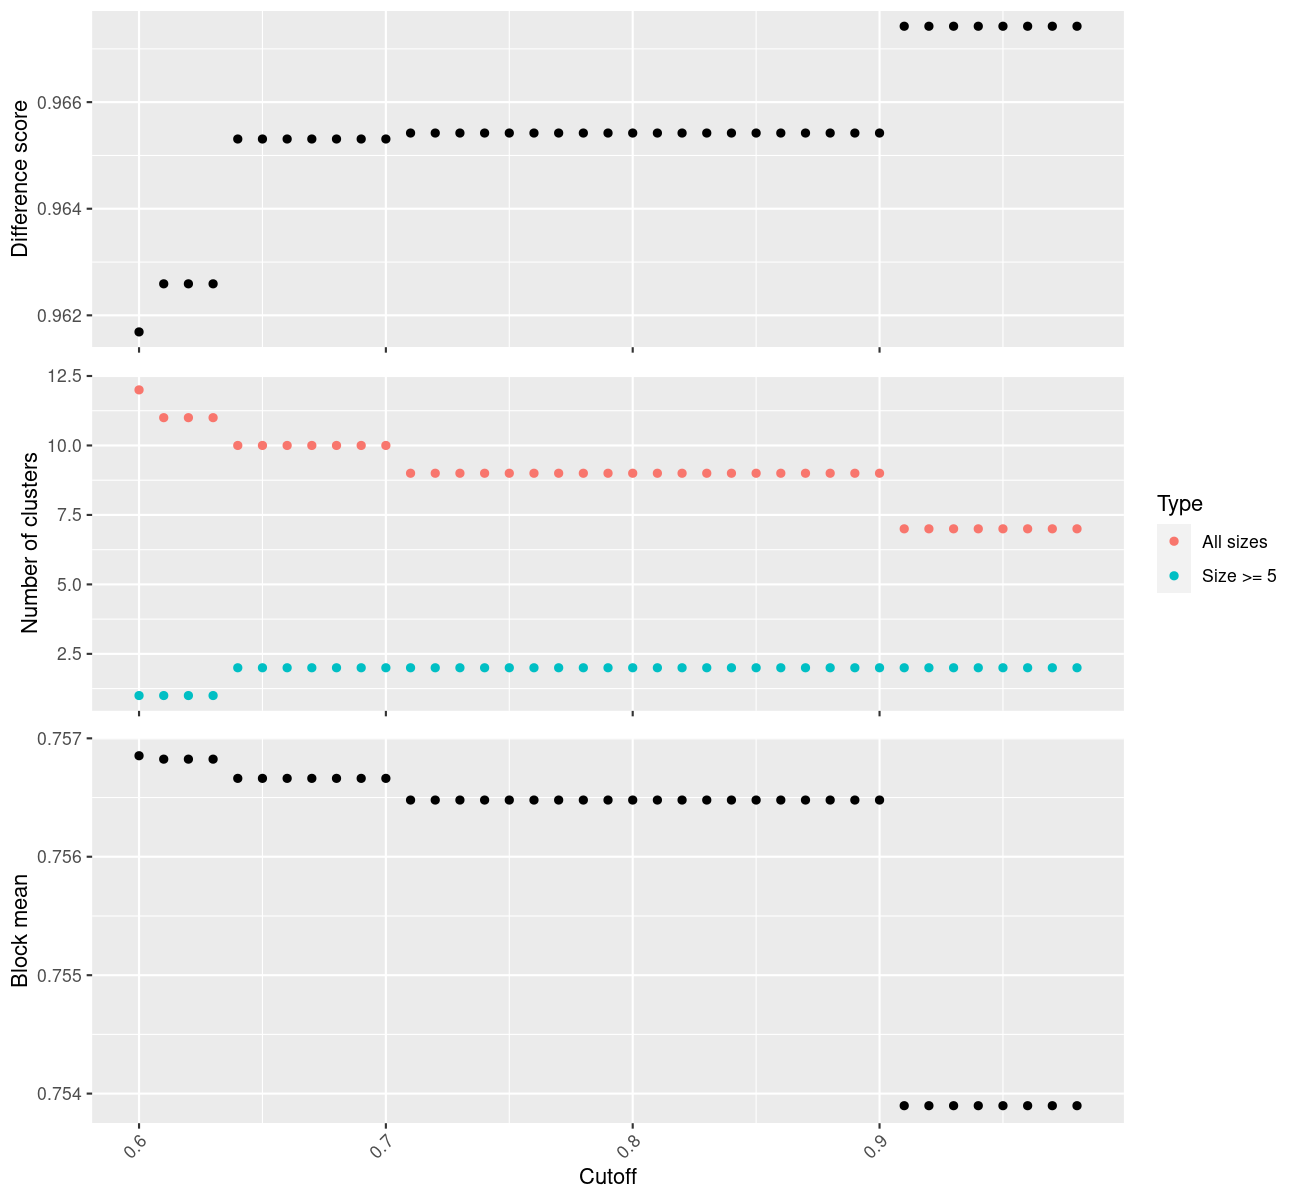 Difference score
0.966
0.964
0.962
Number of clusters
12.5
10.0
7.5
5.0
2.5
Type
All sizes
Size >= 5
Block mean
0.757
0.756
0.755
0.754
0.6
0.7
0.8
0.9
Cutoff